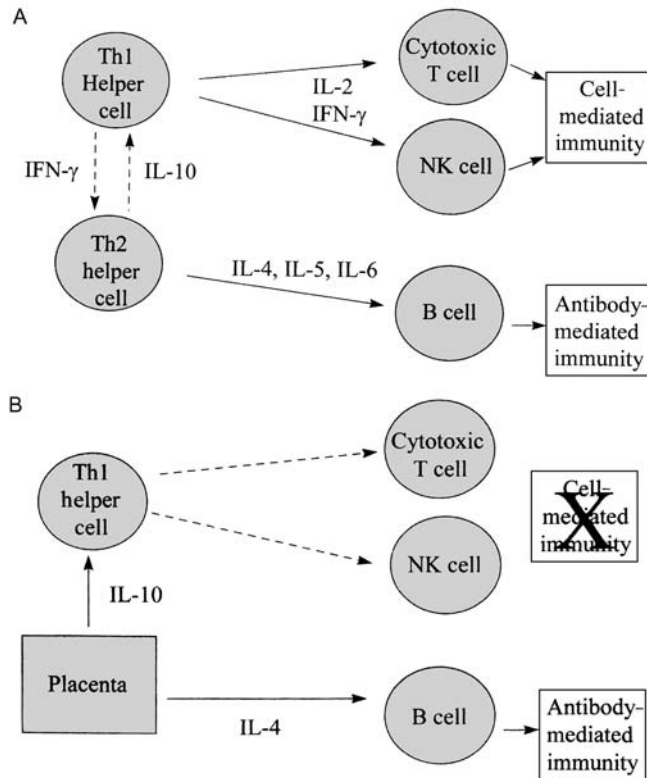 A
Th1
Helper
cell
IL-2
IFN-γ
Cytotoxic
T cell
NK cell
Cell-
mediated
immunity
IFN-γ
IL-10
Th2
helper
cell
IL-4, IL-5, IL-6
B cell
Antibody-
mediated
immunity
B
Th1
helper
cell
Cytotoxic
T cell
NK cell
Cell-
mediated
immunity
X
IL-10
Placenta
IL-4
B cell
Antibody-
mediated
immunity